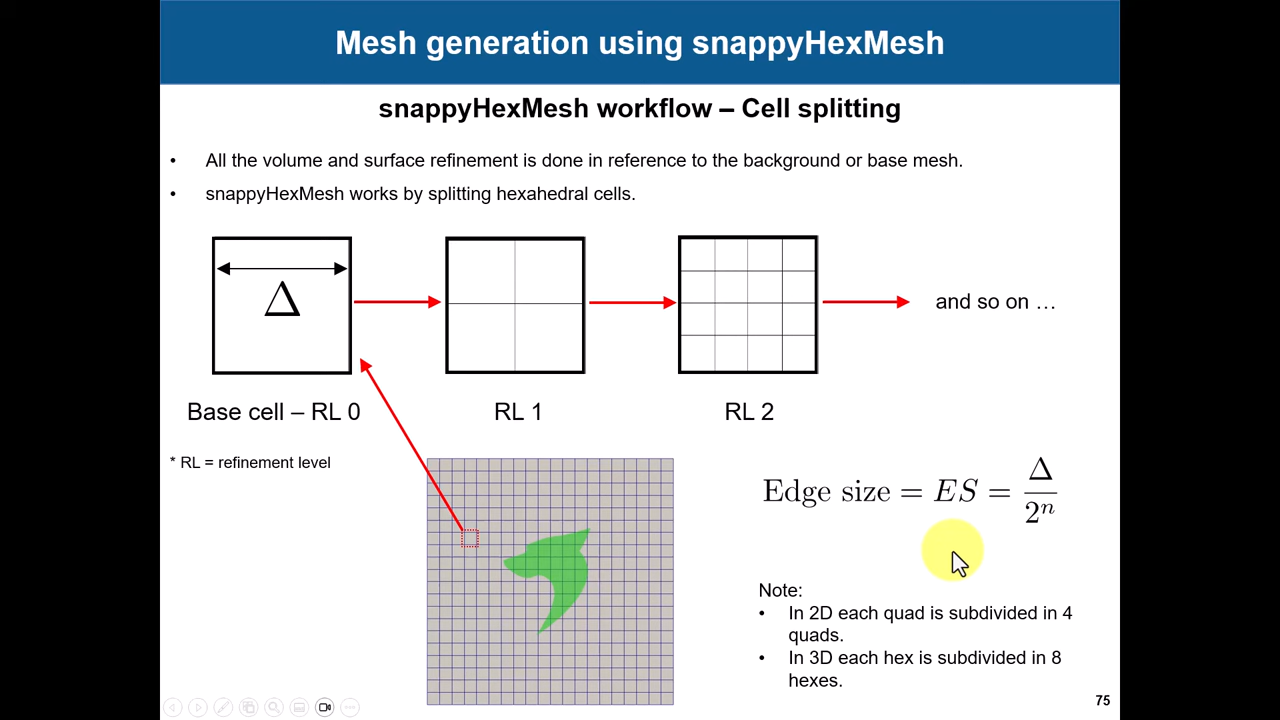 Mesh generation using snappyHexMesh
snappyHexMesh workflow – Cell splitting
• All the volume and surface refinement is done in reference to the background or base mesh.
• snappyHexMesh works by splitting hexahedral cells.
Δ
and so on …
Base cell – RL 0
RL 1
RL 2
* RL = refinement level
Edge size = ES = Δ / 2ⁿ
Note:
• In 2D each quad is subdivided in 4
quads.
• In 3D each hex is subdivided in 8
hexes.
75